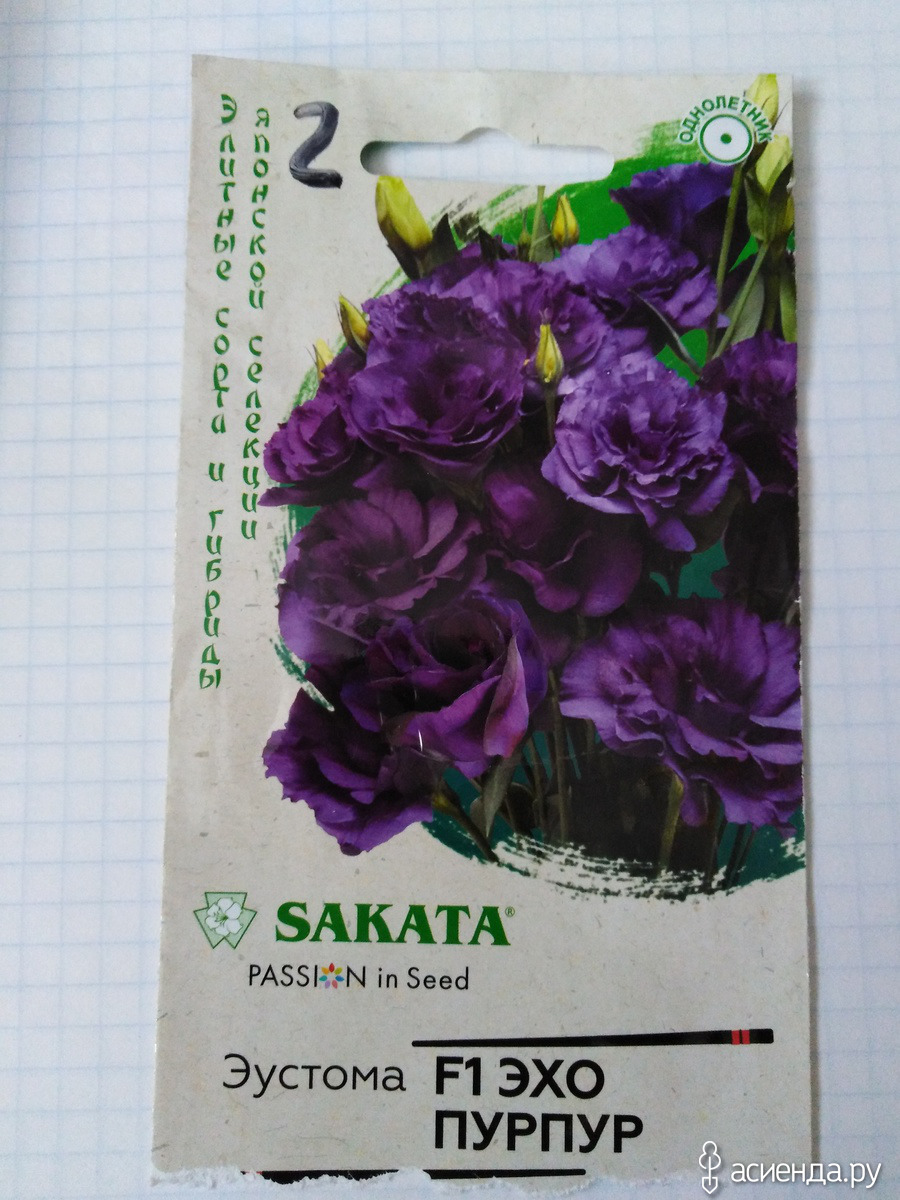 Элитные сорта и гибриды
японской селекции
2
ОДНОЛЕТНИК
SAKATA®
PASSION in Seed
Эустома F1 ЭХО
ПУРПУР
асиенда.ру